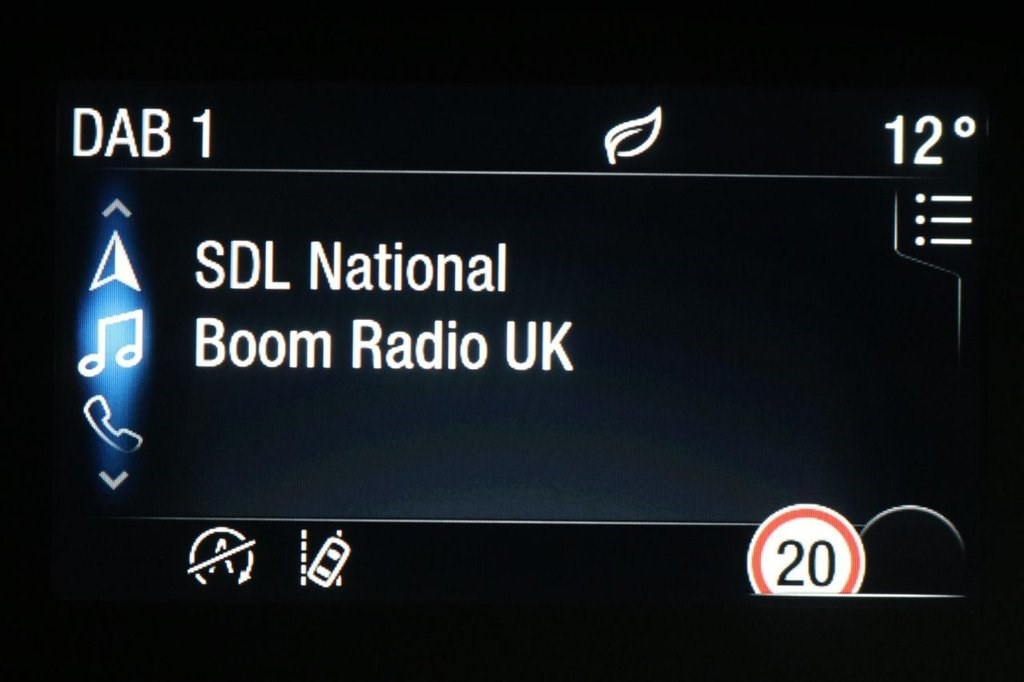 DAB 1
12°
SDL National
Boom Radio UK
A
20